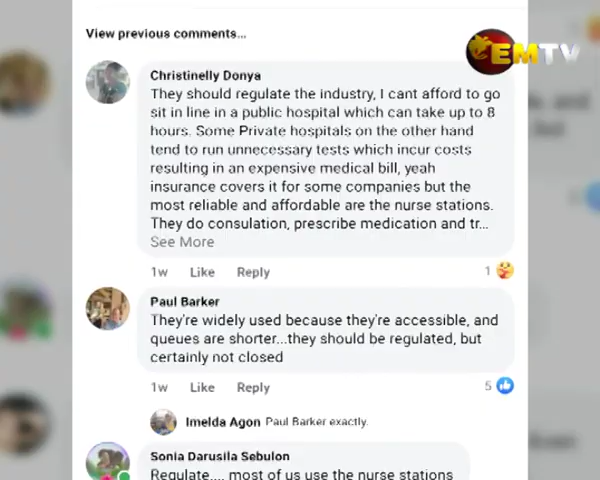 View previous comments...
EMTV
Christinelly Donya
They should regulate the industry, I cant afford to go
sit in line in a public hospital which can take up to 8
hours. Some Private hospitals on the other hand
tend to run unnecessary tests which incur costs
resulting in an expensive medical bill, yeah
insurance covers it for some companies but the
most reliable and affordable are the nurse stations.
They do consulation, prescribe medication and tr...
See More
1w Like Reply 1
Paul Barker
They're widely used because they're accessible, and
queues are shorter...they should be regulated, but
certainly not closed
1w Like Reply 5
Imelda Agon Paul Barker exactly.
Sonia Darusila Sebulon
Regulate.... most of us use the nurse stations